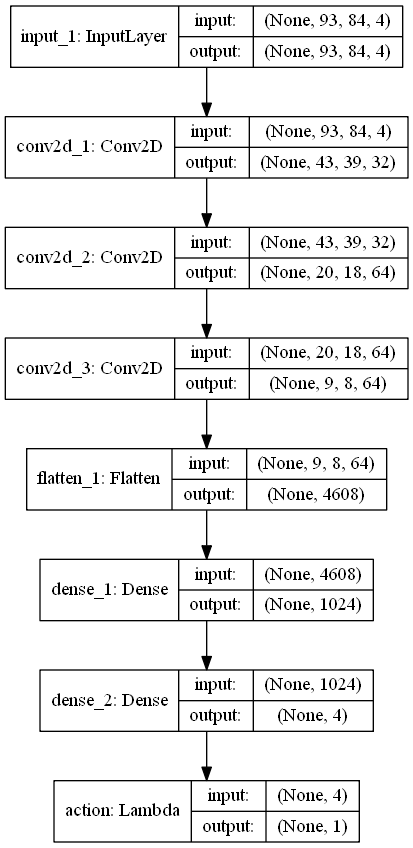 input_1: InputLayer
input: (None, 93, 84, 4)
output: (None, 93, 84, 4)
conv2d_1: Conv2D
input: (None, 93, 84, 4)
output: (None, 43, 39, 32)
conv2d_2: Conv2D
input: (None, 43, 39, 32)
output: (None, 20, 18, 64)
conv2d_3: Conv2D
input: (None, 20, 18, 64)
output: (None, 9, 8, 64)
flatten_1: Flatten
input: (None, 9, 8, 64)
output: (None, 4608)
dense_1: Dense
input: (None, 4608)
output: (None, 1024)
dense_2: Dense
input: (None, 1024)
output: (None, 4)
action: Lambda
input: (None, 4)
output: (None, 1)